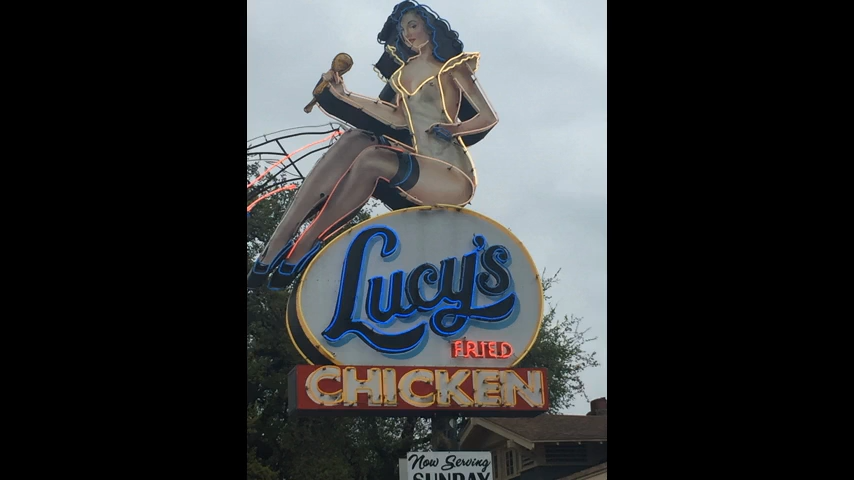 Lucy's
FRIED
CHICKEN
Now Serving
SUNDAY